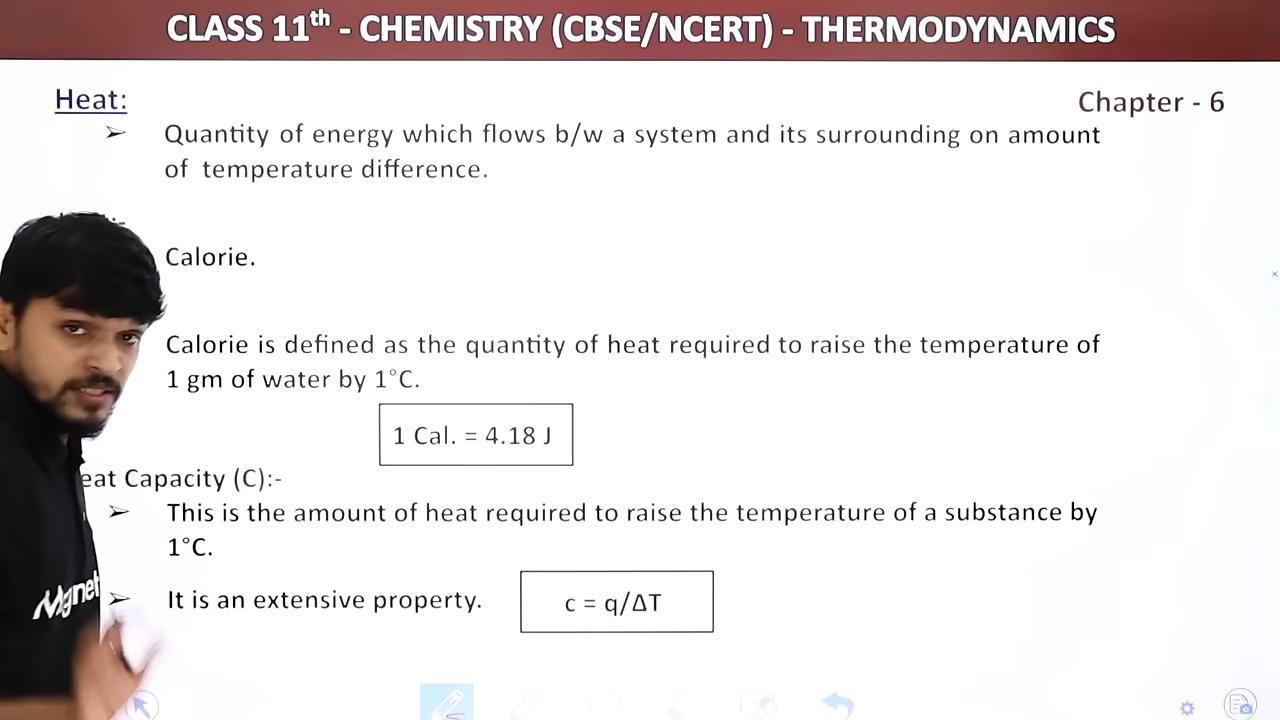 CLASS 11th - CHEMISTRY (CBSE/NCERT) - THERMODYNAMICS
Heat:
Chapter - 6
➢ Quantity of energy which flows b/w a system and its surrounding on amount
of temperature difference.
Calorie.
Calorie is defined as the quantity of heat required to raise the temperature of
1 gm of water by 1°C.
1 Cal. = 4.18 J
eat Capacity (C):-
➢ This is the amount of heat required to raise the temperature of a substance by
1°C.
➢ It is an extensive property.
c = q/ΔT
Magnet